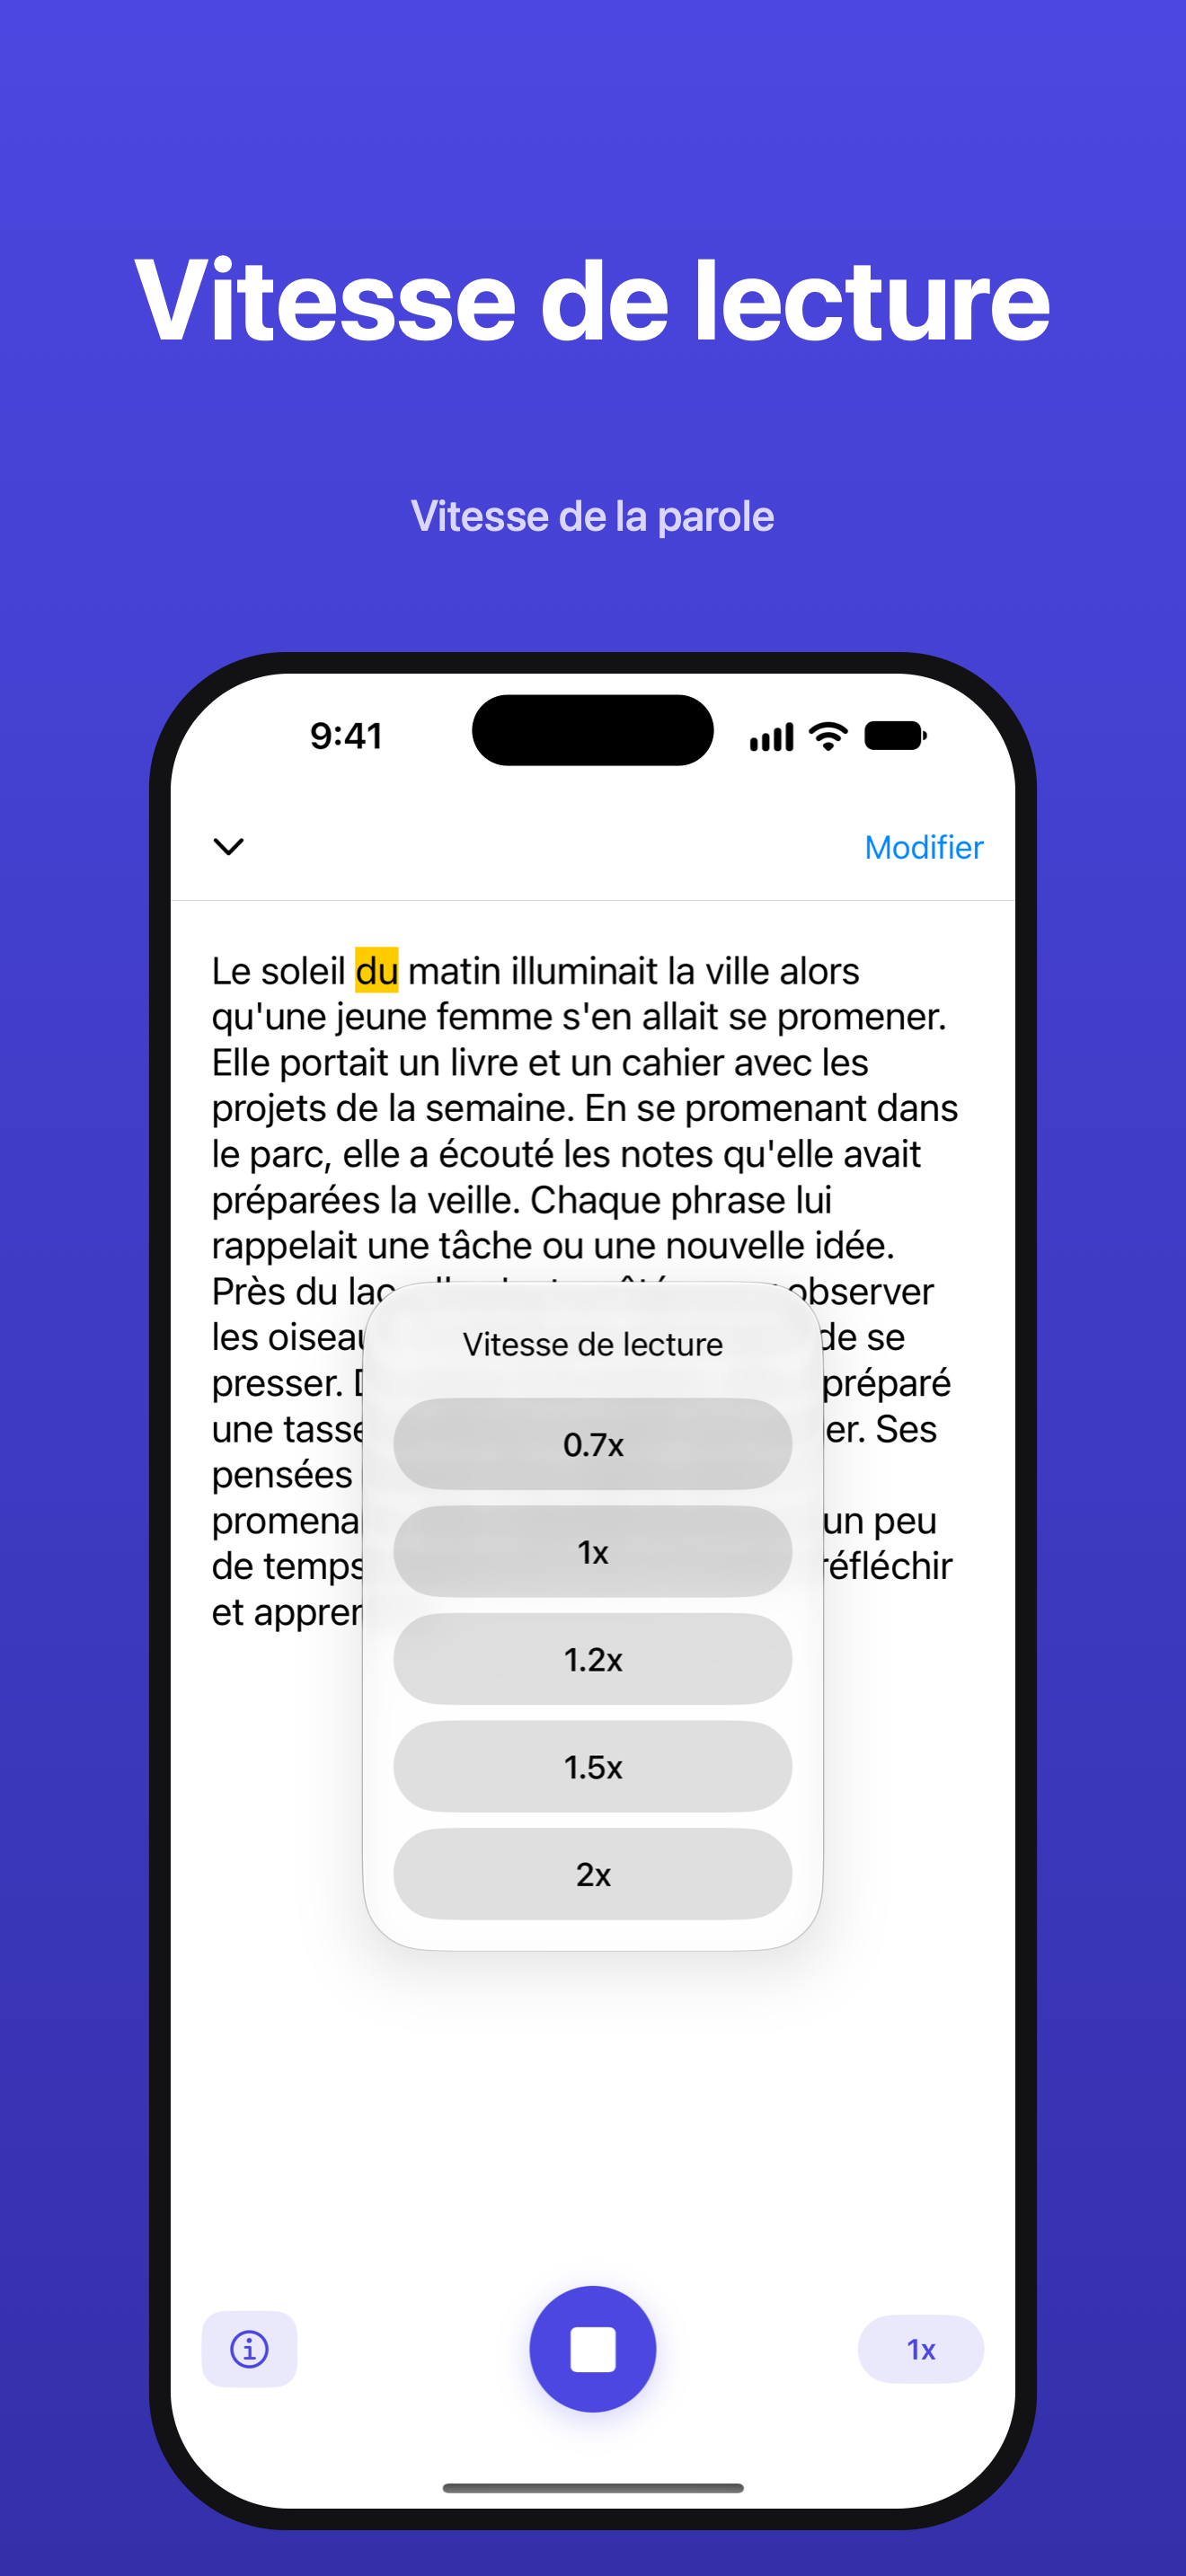 Vitesse de lecture
Vitesse de la parole
9:41
Modifier
Le soleil du matin illuminait la ville alors
qu'une jeune femme s'en allait se promener.
Elle portait un livre et un cahier avec les
projets de la semaine. En se promenant dans
le parc, elle a écouté les notes qu'elle avait
préparées la veille. Chaque phrase lui
rappelait une tâche ou une nouvelle idée.
Près du lac observer
les de se
presser. préparé
une Ses
pensées
un peu
de réfléchir
et
Vitesse de lecture
0.7x
1x
1.2x
1.5x
2x
1x